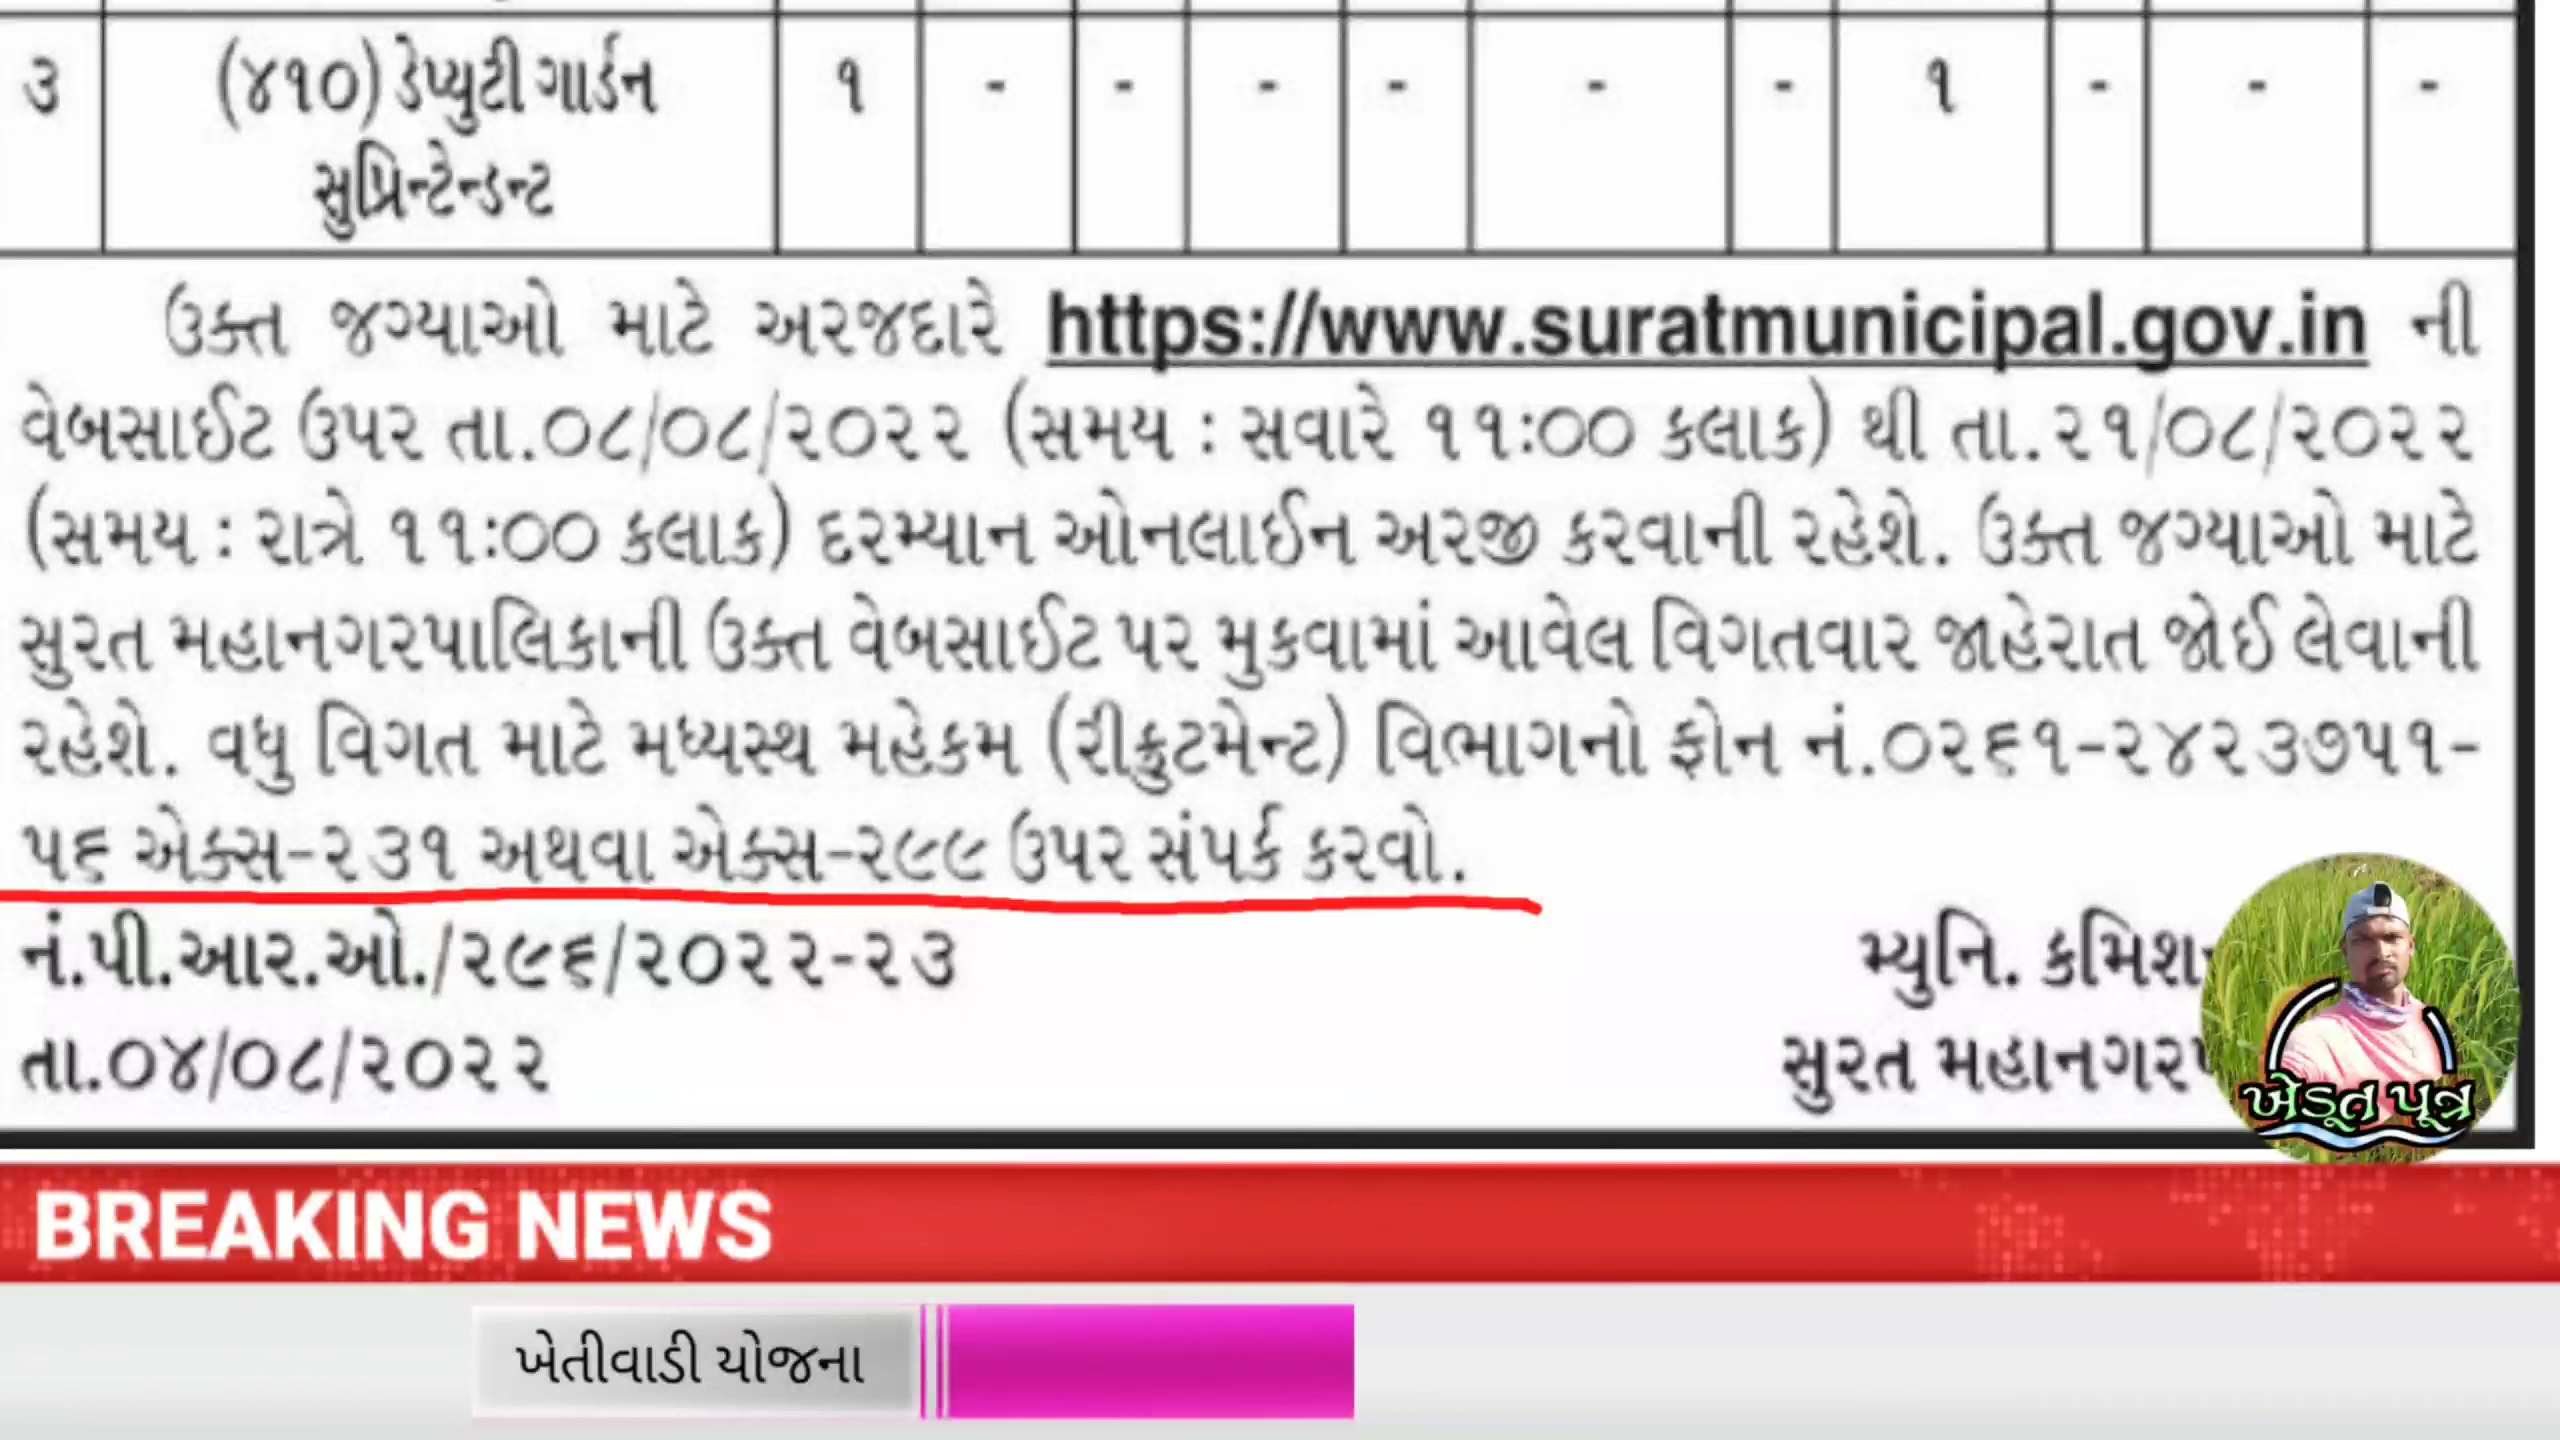 ૩ (૪૧૦) ડેપ્યુટી ગાર્ડન ૧ - - - - - - ૧ - - -
સુપ્રિન્ટેન્ડન્ટ
ઉક્ત જગ્યાઓ માટે અરજદારે https://www.suratmunicipal.gov.in ની
વેબસાઈટ ઉપર તા.૦૮/૦૮/૨૦૨૨ (સમય : સવારે ૧૧:૦૦ કલાક) થી તા.૨૧/૦૮/૨૦૨૨
(સમય : રાત્રે ૧૧:૦૦ કલાક) દરમ્યાન ઓનલાઈન અરજી કરવાની રહેશે. ઉક્ત જગ્યાઓ માટે
સુરત મહાનગરપાલિકાની ઉક્ત વેબસાઈટ પર મુકવામાં આવેલ વિગતવાર જાહેરાત જોઈ લેવાની
રહેશે. વધુ વિગત માટે મધ્યસ્થ મહેકમ (રીક્રુટમેન્ટ) વિભાગનો ફોન નં.૦૨૬૧-૨૪૨૩૭૫૧-
૫૬ એક્સ-૨૩૧ અથવા એક્સ-૨૯૯ ઉપર સંપર્ક કરવો.
નં.પી.આર.ઓ./૨૯૬/૨૦૨૨-૨૩ મ્યુનિ. કમિશ
તા.૦૪/૦૮/૨૦૨૨ સુરત મહાનગર
ખેડૂત પૂત્ર
BREAKING NEWS
ખેતીવાડી યોજના